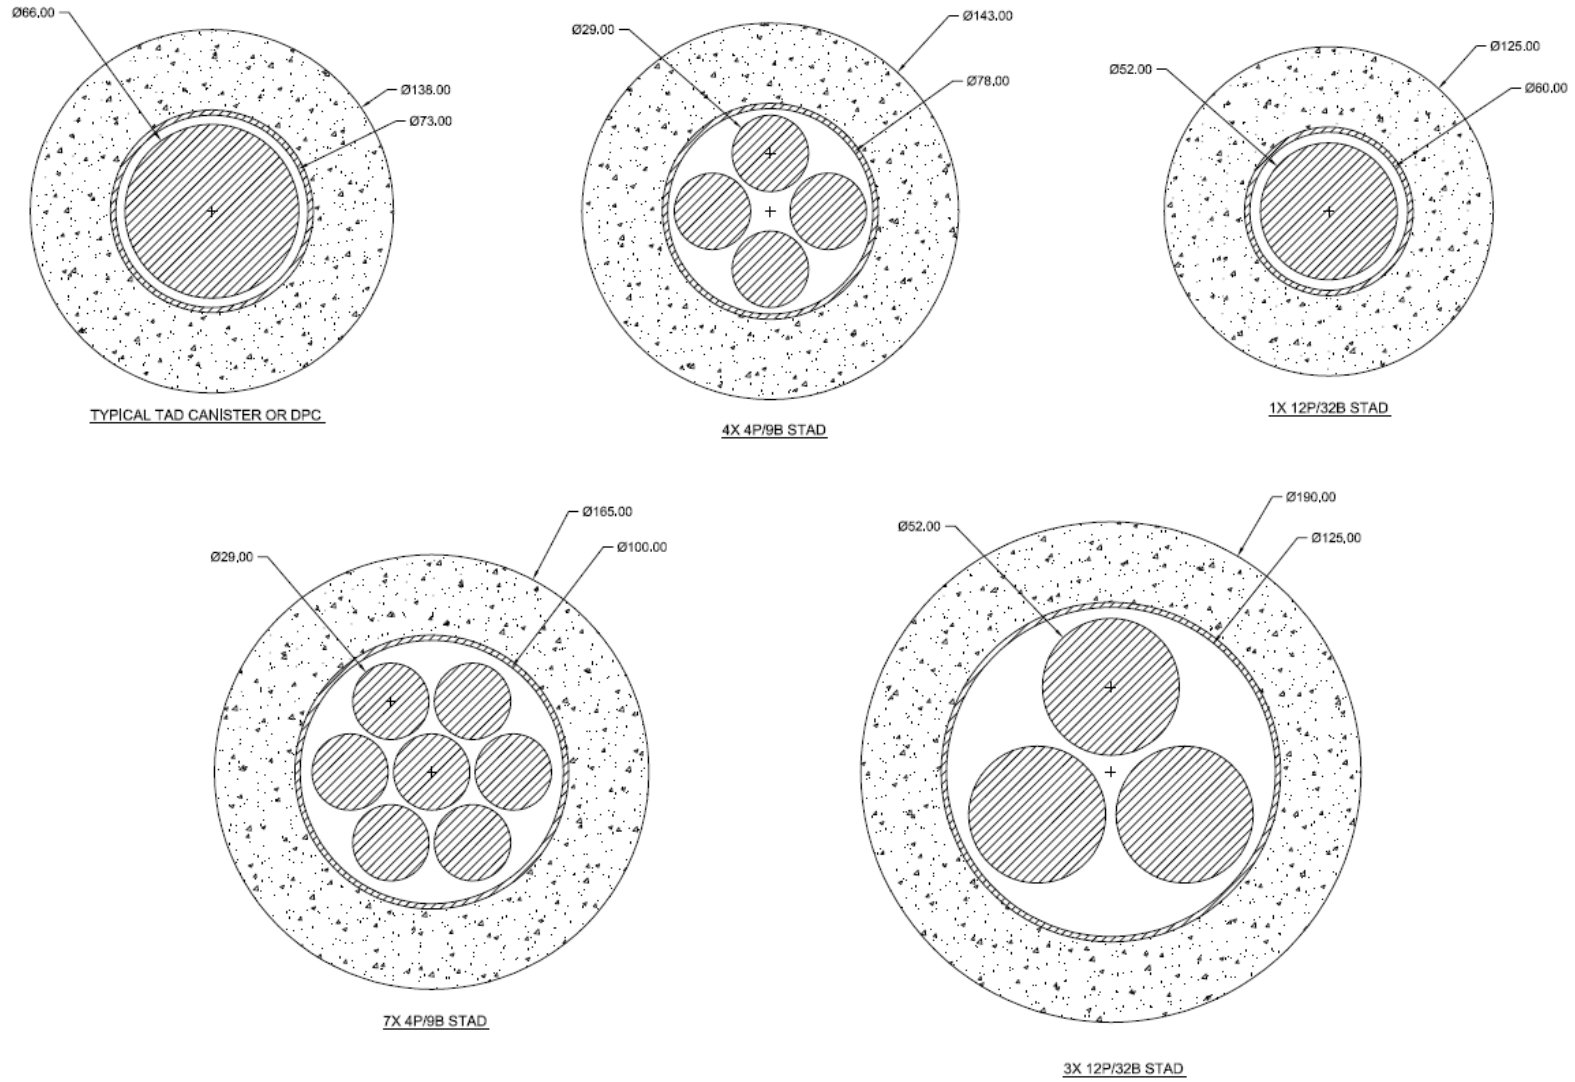 Ø66.00
Ø138.00
Ø73.00
TYPICAL TAD CANISTER OR DPC
Ø29.00
Ø143.00
Ø78.00
4X 4P/9B STAD
Ø52.00
Ø125.00
Ø60.00
1X 12P/32B STAD
Ø29.00
Ø165.00
Ø100.00
7X 4P/9B STAD
Ø52.00
Ø190.00
Ø125.00
3X 12P/32B STAD